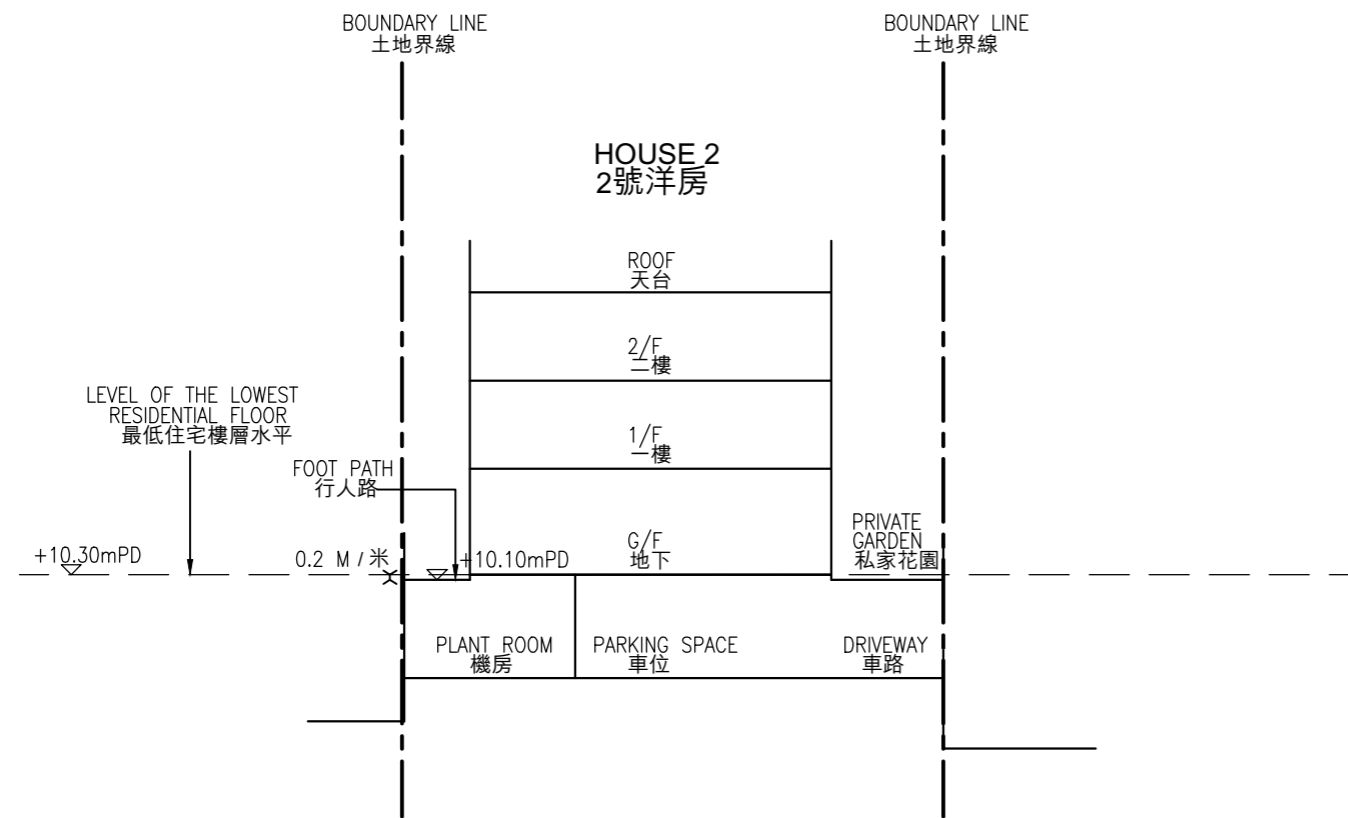 BOUNDARY LINE
土地界線
BOUNDARY LINE
土地界線
HOUSE 2
2號洋房
ROOF
天台
2/F
二樓
LEVEL OF THE LOWEST
RESIDENTIAL FLOOR
最低住宅樓層水平
1/F
一樓
FOOT PATH
行人路
PRIVATE
GARDEN
私家花園
G/F
地下
+10.30mPD
0.2 M / 米
+10.10mPD
PLANT ROOM
機房
PARKING SPACE
車位
DRIVEWAY
車路